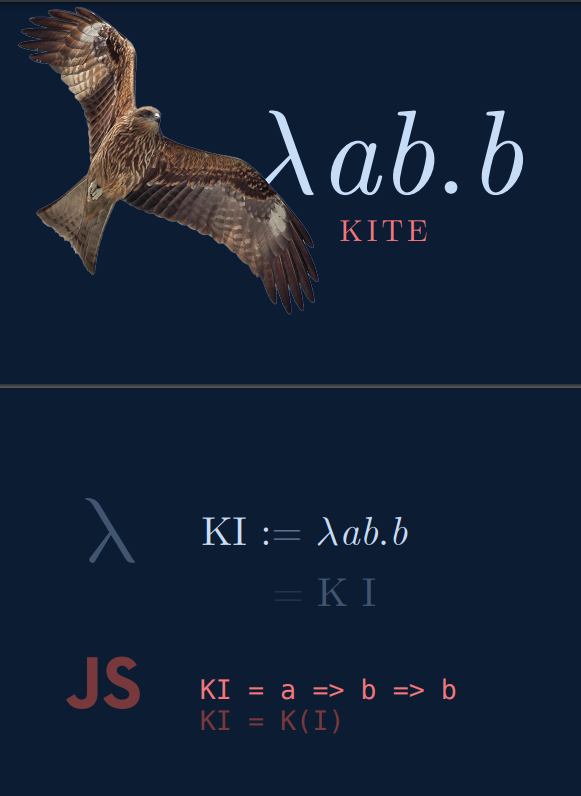 λab.b
KITE
λ
KI := λab.b
= K I
JS
KI = a => b => b
KI = K(I)